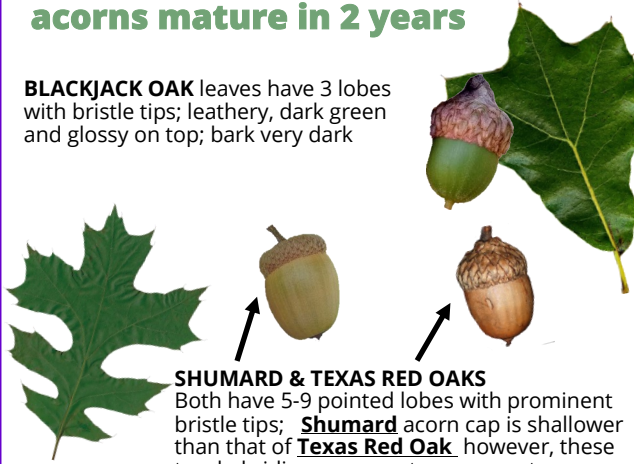 acorns mature in 2 years
BLACKJACK OAK leaves have 3 lobes
with bristle tips; leathery, dark green
and glossy on top; bark very dark
SHUMARD & TEXAS RED OAKS
Both have 5-9 pointed lobes with prominent
bristle tips; Shumard acorn cap is shallower
than that of Texas Red Oak however, these